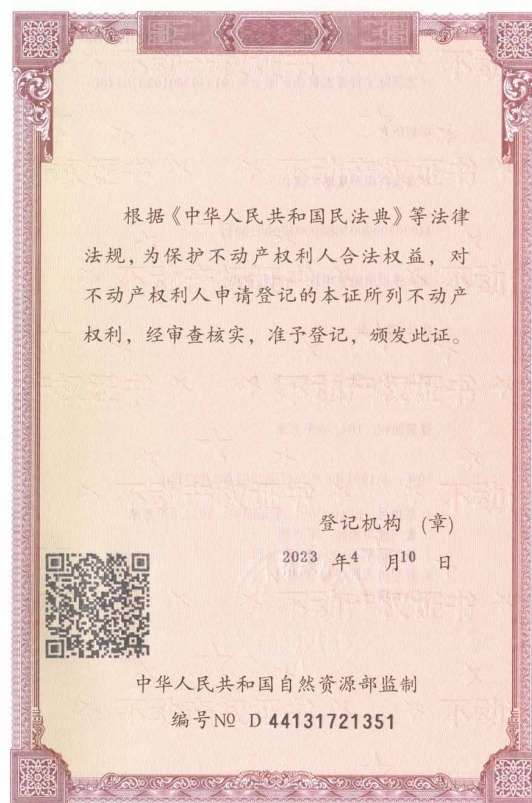 根据《中华人民共和国民法典》等法律
法规，为保护不动产权利人合法权益，对
不动产权利人申请登记的本证所列不动产
权利，经审查核实，准予登记，颁发此证。
登记机构 (章)
2023 年4 月10 日
中华人民共和国自然资源部监制
编号№ D 44131721351